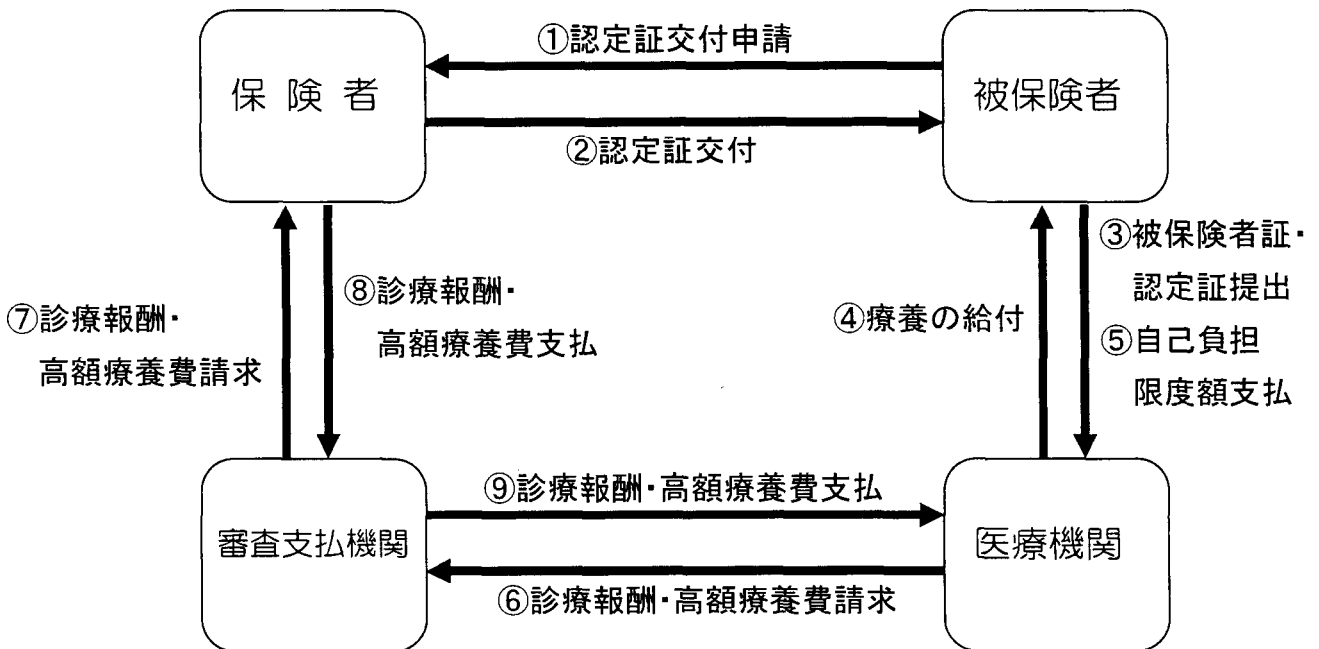 ①認定証交付申請
保険者
被保険者
②認定証交付
③被保険者証・
認定証提出
⑧診療報酬・
高額療養費支払
⑦診療報酬・
高額療養費請求
④療養の給付
⑤自己負担
限度額支払
⑨診療報酬・高額療養費支払
審査支払機関
医療機関
⑥診療報酬・高額療養費請求